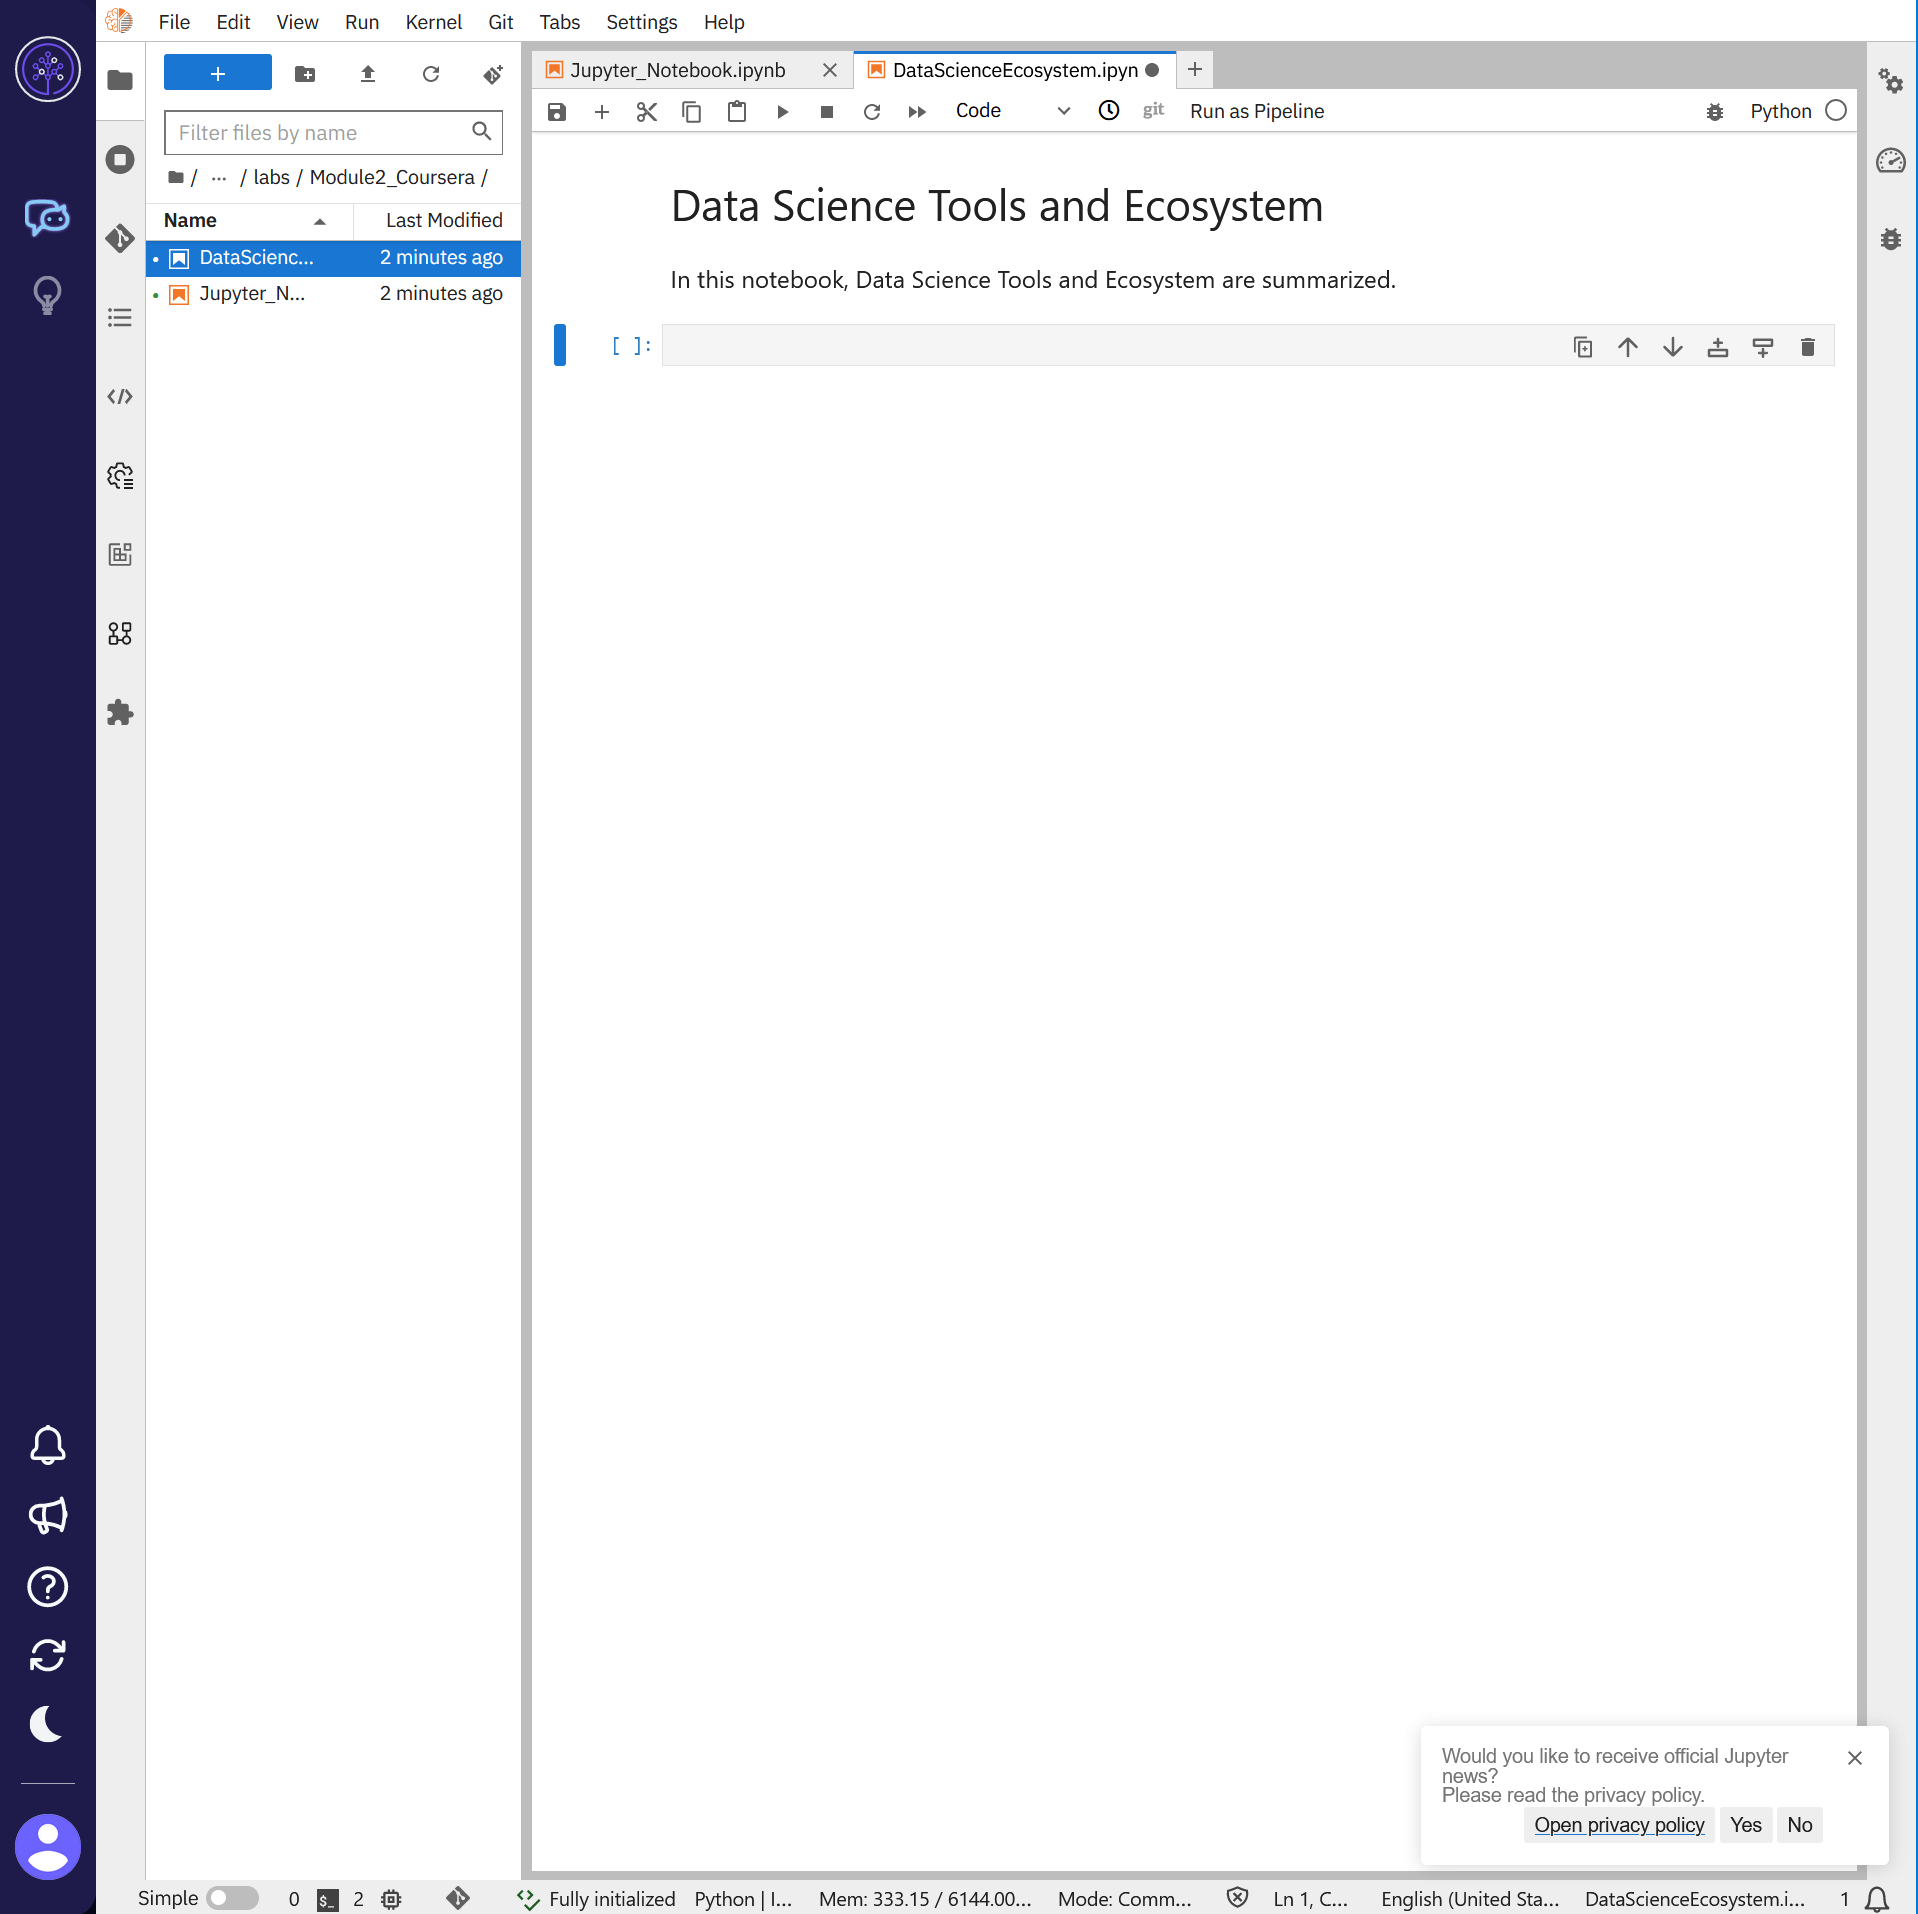 File Edit View Run Kernel Git Tabs Settings Help
Filter files by name
/ ... / labs / Module2_Coursera /
Name Last Modified
DataScienc... 2 minutes ago
Jupyter_N... 2 minutes ago
Jupyter_Notebook.ipynb DataScienceEcosystem.ipyn
Code git Run as Pipeline Python
Data Science Tools and Ecosystem
In this notebook, Data Science Tools and Ecosystem are summarized.
[ ]:
Would you like to receive official Jupyter
news?
Please read the privacy policy.
Open privacy policy Yes No
Simple 0 $_ 2 Fully initialized Python | I... Mem: 333.15 / 6144.00... Mode: Comm... Ln 1, C... English (United Sta... DataScienceEcosystem.i... 1